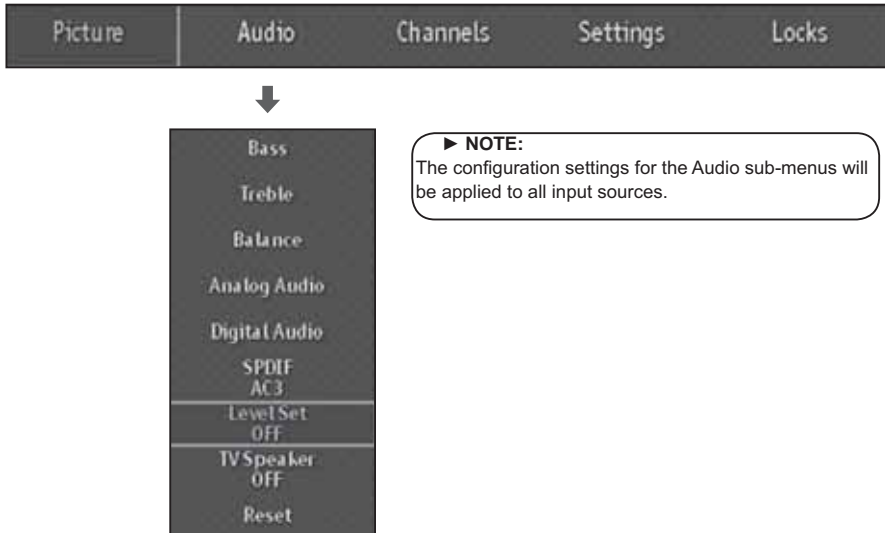 Picture Audio Channels Settings Locks
Bass
Treble
Balance
Analog Audio
Digital Audio
SPDIF
AC3
Level Set
OFF
TV Speaker
OFF
Reset
► NOTE:
The configuration settings for the Audio sub-menus will
be applied to all input sources.